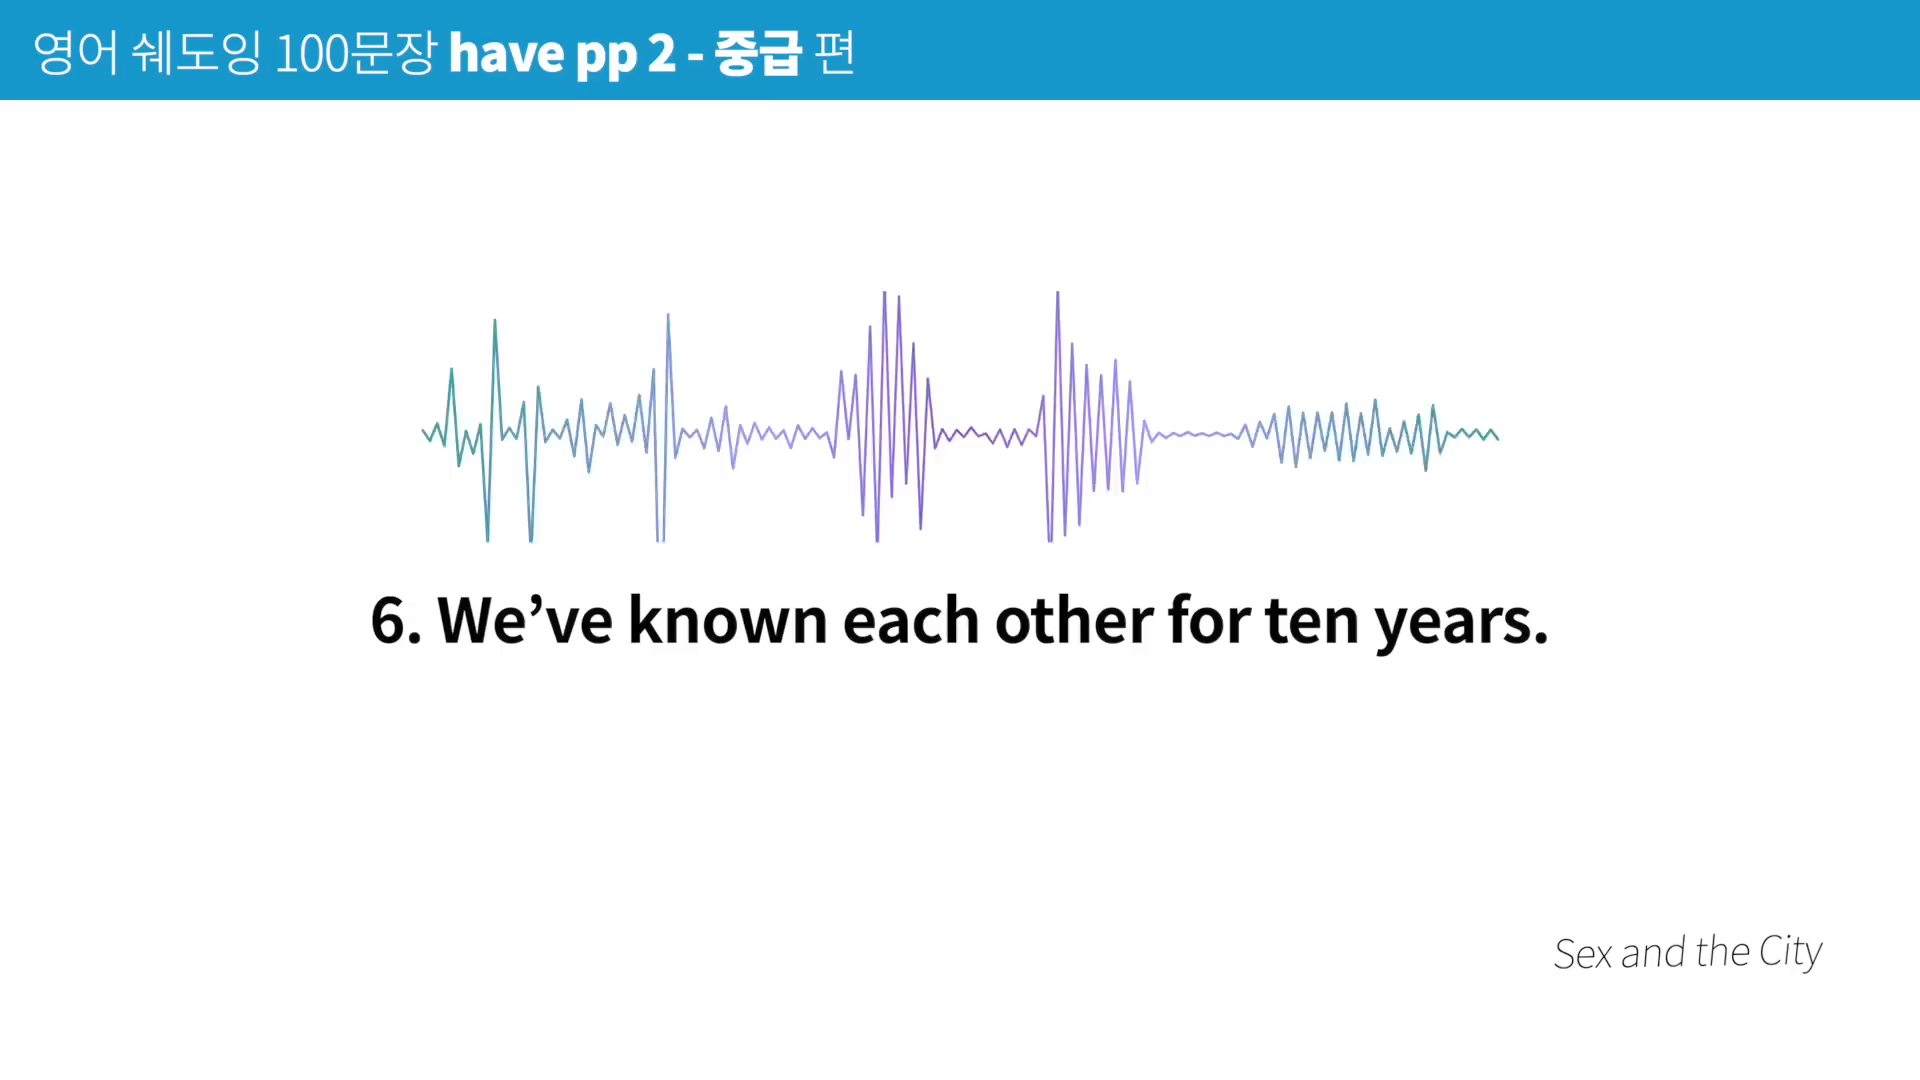 영어 쉐도잉 100문장 have pp 2 - 중급 편
6. We’ve known each other for ten years.
Sex and the City